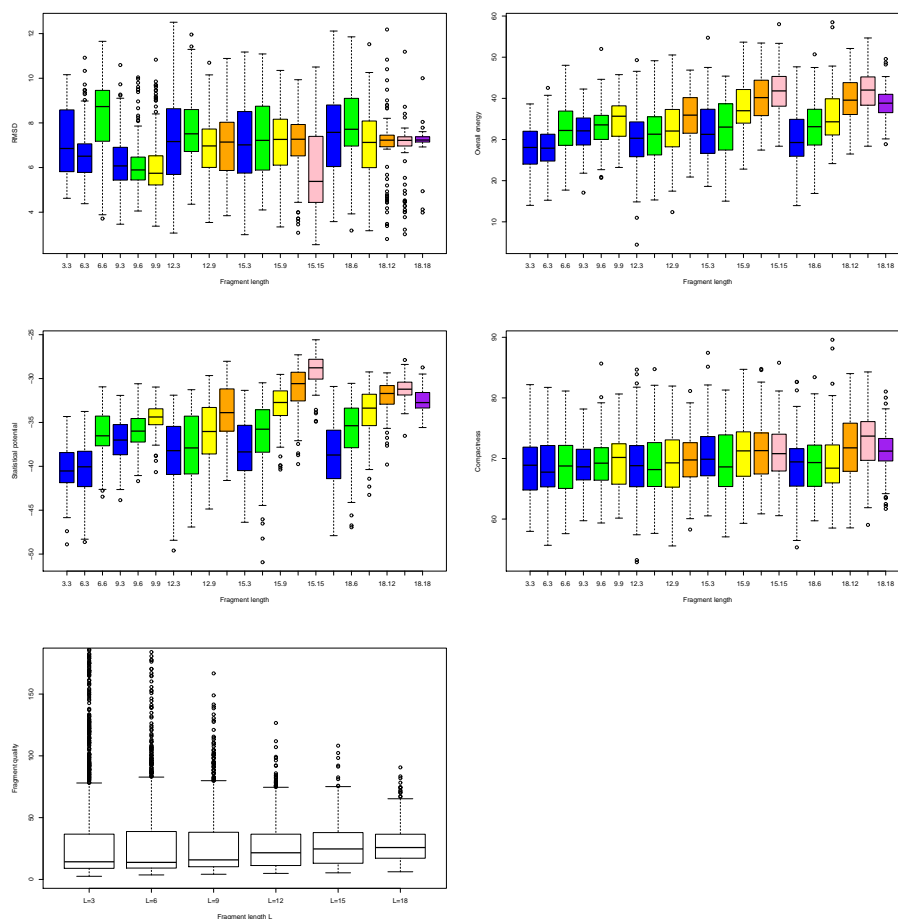 RMSD
4 6 8 10 12
3.3 6.3 6.6 9.3 9.6 9.9 12.3 12.9 15.3 15.9 15.15 18.6 18.12 18.18
Fragment length
Overall energy
10 20 30 40 50 60
3.3 6.3 6.6 9.3 9.6 9.9 12.3 12.9 15.3 15.9 15.15 18.6 18.12 18.18
Fragment length
Statistical potential
-50 -45 -40 -35 -30 -25
3.3 6.3 6.6 9.3 9.6 9.9 12.3 12.9 15.3 15.9 15.15 18.6 18.12 18.18
Fragment length
Compactness
60 70 80 90
3.3 6.3 6.6 9.3 9.6 9.9 12.3 12.9 15.3 15.9 15.15 18.6 18.12 18.18
Fragment length
Fragment quality
0 50 100 150
L=3 L=6 L=9 L=12 L=15 L=18
Fragment length L